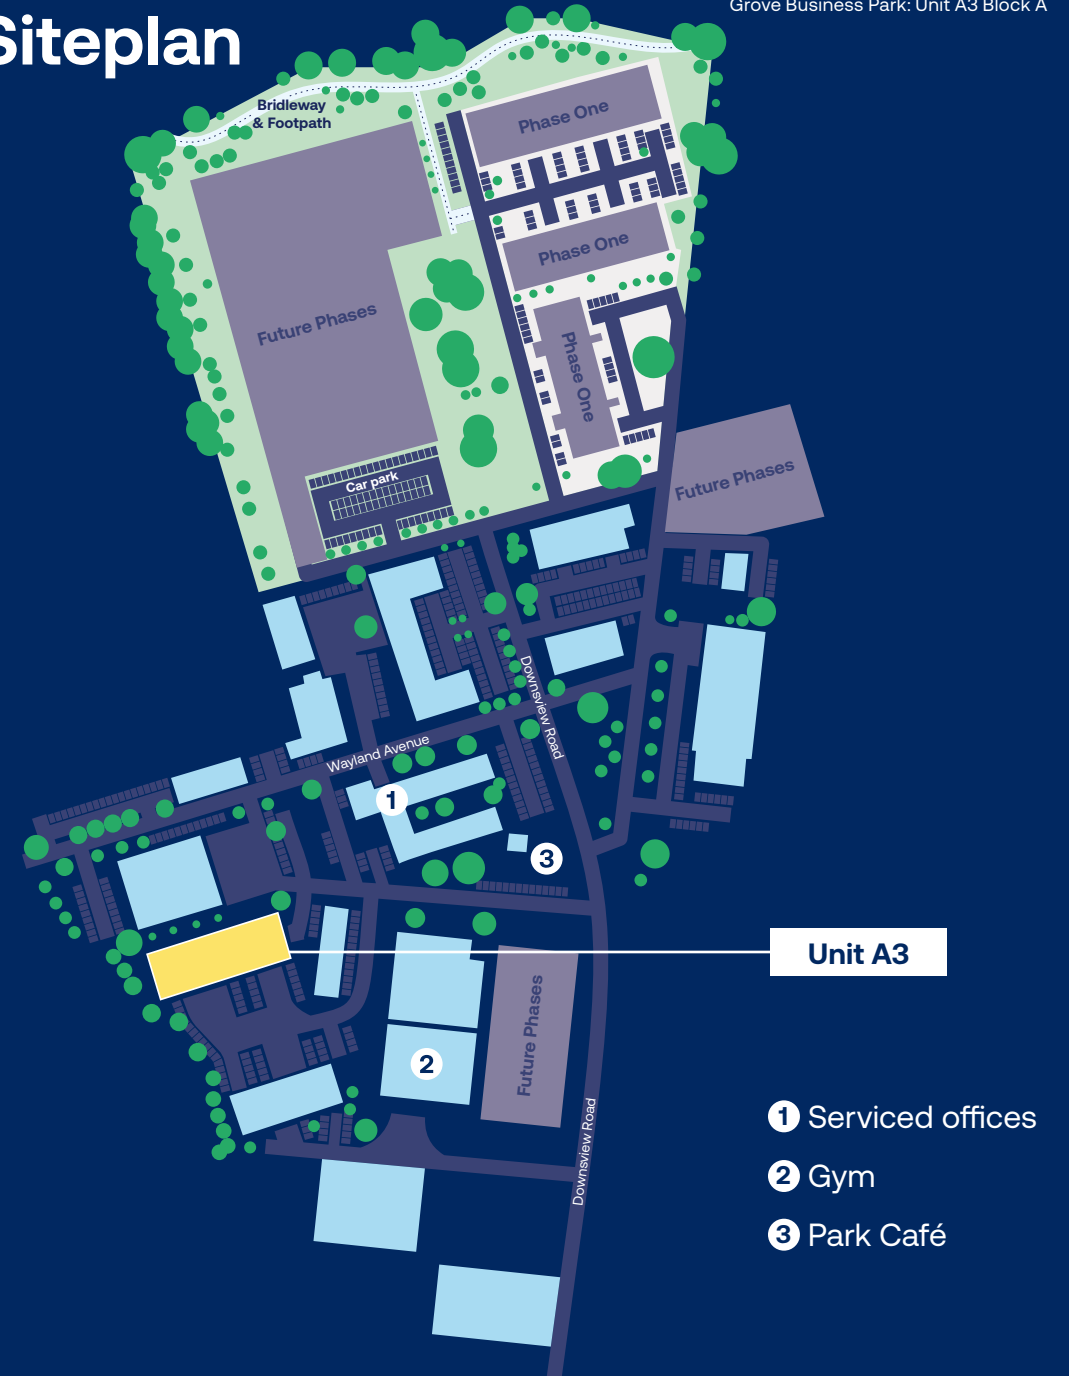 Grove Business Park: Unit A3 Block A
Siteplan
Bridleway
& Footpath
Phase One
Phase One
Future Phases
Phase One
Future Phases
Car park
Downsview Road
Wayland Avenue
1
3
Unit A3
Future Phases
2
Downsview Road
1 Serviced offices
2 Gym
3 Park Café